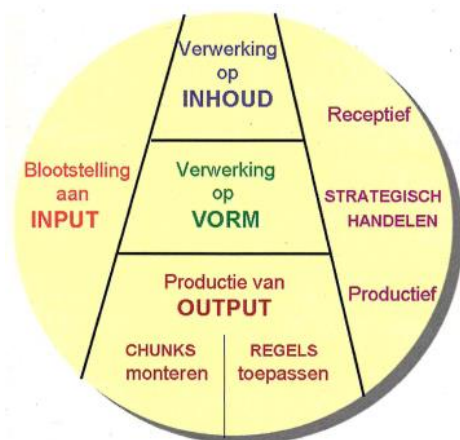 Verwerking
op
INHOUD
Receptief
Blootstelling
aan
INPUT
Verwerking
op
VORM
STRATEGISCH
HANDELEN
Productie van
OUTPUT
Productief
CHUNKS
monteren
REGELS
toepassen